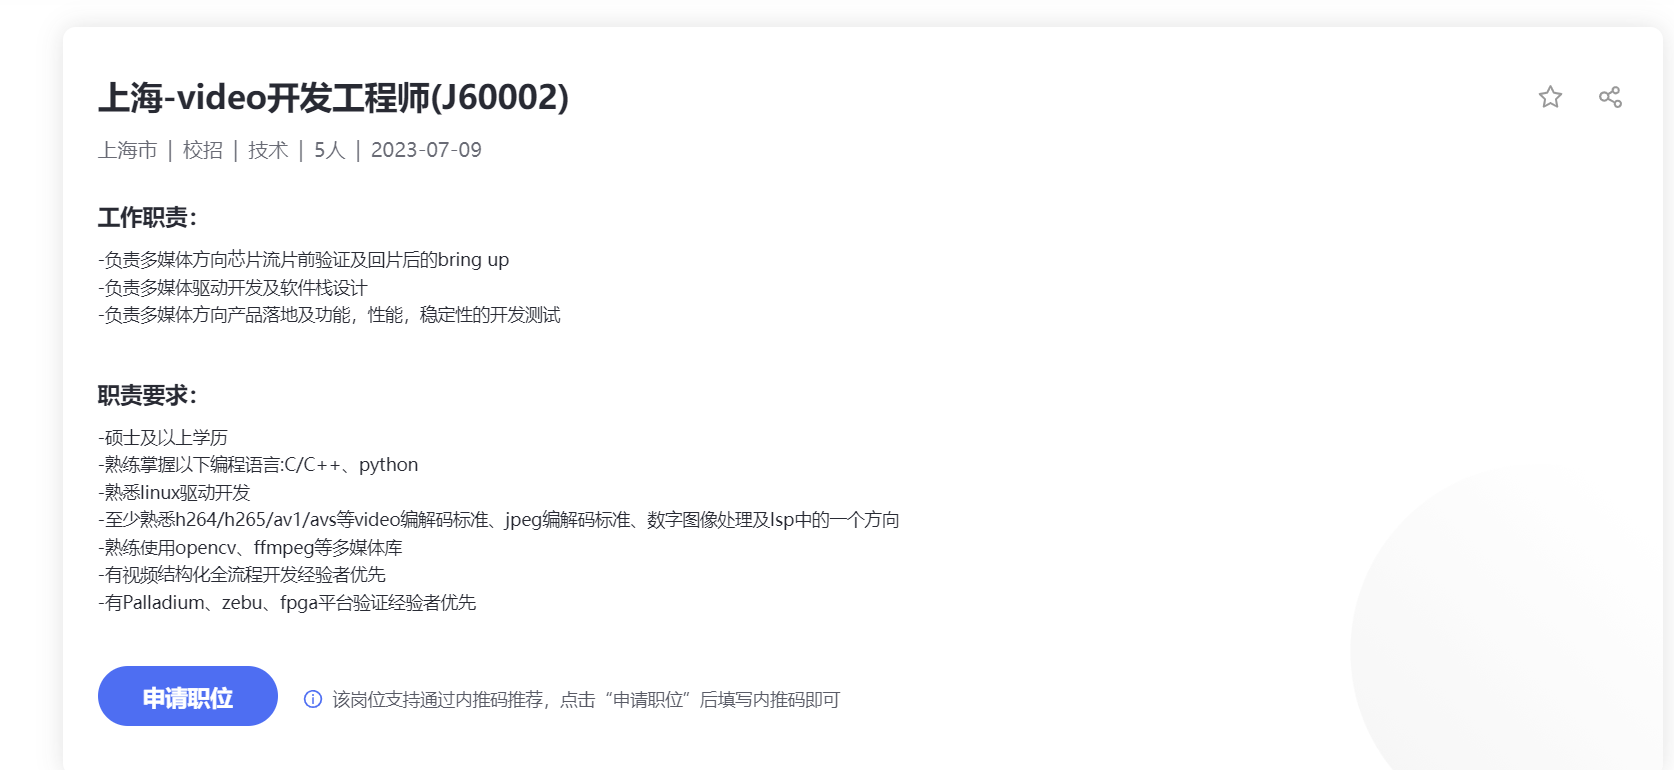 上海-video开发工程师(J60002)
上海市 | 校招 | 技术 | 5人 | 2023-07-09
工作职责：
-负责多媒体方向芯片流片前验证及回片后的bring up
-负责多媒体驱动开发及软件栈设计
-负责多媒体方向产品落地及功能，性能，稳定性的开发测试
职责要求：
-硕士及以上学历
-熟练掌握以下编程语言:C/C++、python
-熟悉linux驱动开发
-至少熟悉h264/h265/av1/avs等video编解码标准、jpeg编解码标准、数字图像处理及Isp中的一个方向
-熟练使用opencv、ffmpeg等多媒体库
-有视频结构化全流程开发经验者优先
-有Palladium、zebu、fpga平台验证经验者优先
申请职位
该岗位支持通过内推码推荐，点击“申请职位”后填写内推码即可